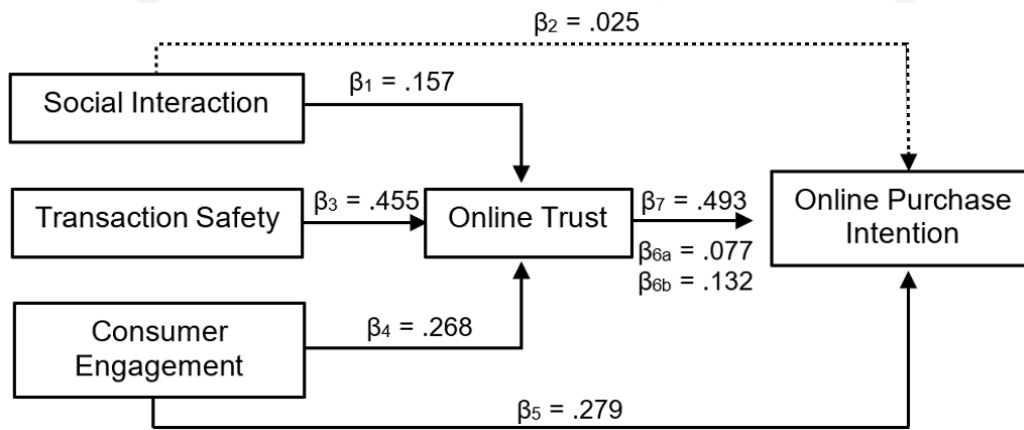 β₂ = .025
Social Interaction
β₁ = .157
Transaction Safety
β₃ = .455
Online Trust
β₇ = .493
β₆ₐ = .077
β₆b = .132
Online Purchase
Intention
Consumer
Engagement
β₄ = .268
β₅ = .279